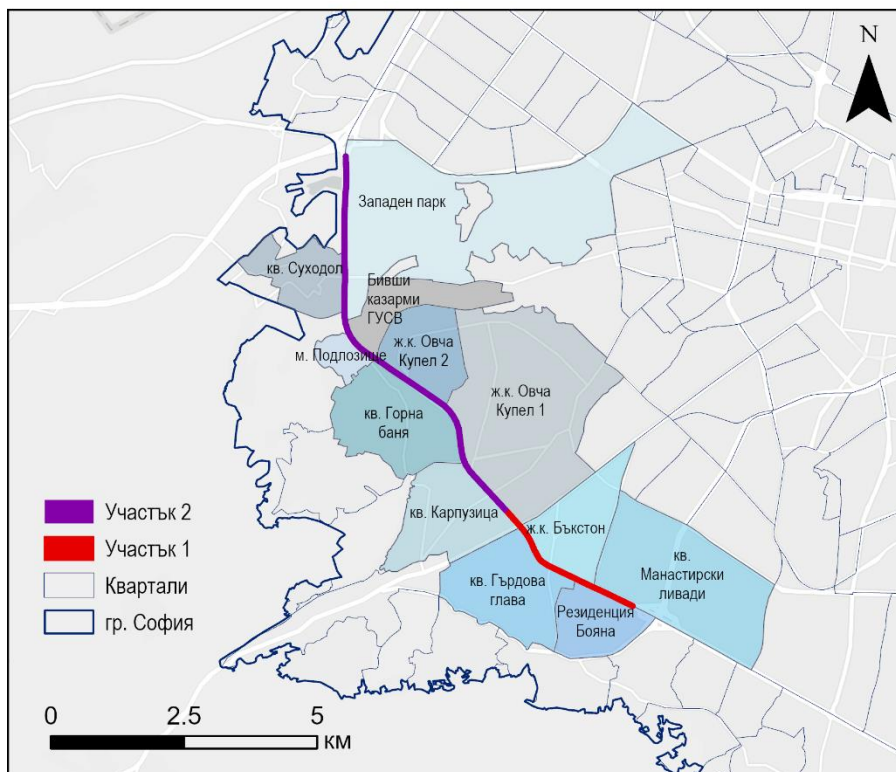 N
Западен парк
кв. Суходол
Бивши
казарми
ГУСВ
м. Подлозище
ж.к. Овча
Купел 2
ж.к. Овча
Купел 1
кв. Горна
баня
кв. Карпузица
ж.к. Бъкстон
кв.
Манастирски
ливади
кв. Гърдова
глава
Резиденция
Бояна
Участък 2
Участък 1
Квартали
гр. София
0 2.5 5
км